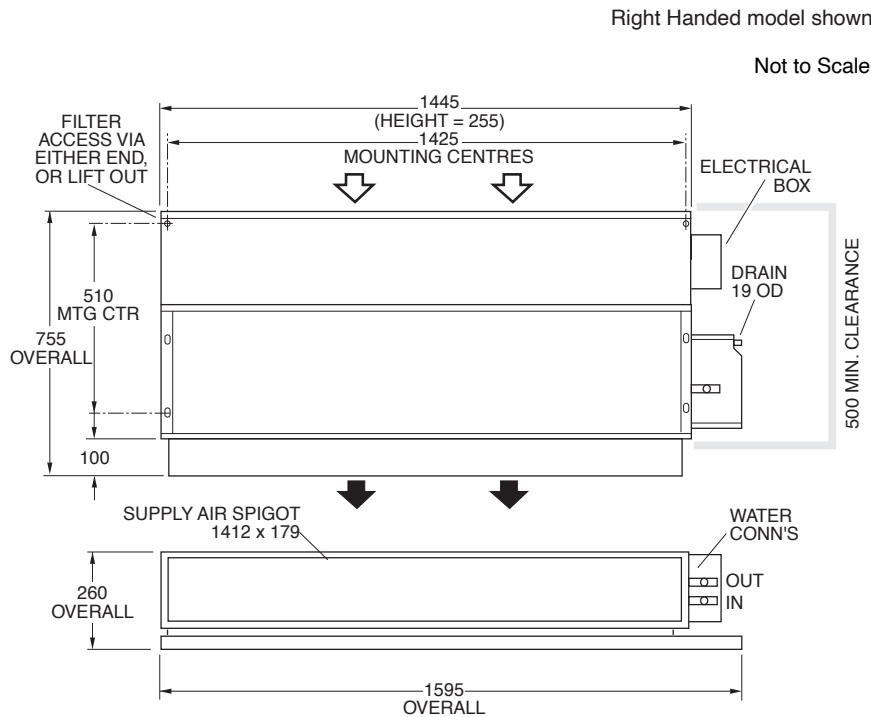 Right Handed model shown
Not to Scale
1445
(HEIGHT = 255)
1425
MOUNTING CENTRES
FILTER
ACCESS VIA
EITHER END,
OR LIFT OUT
ELECTRICAL
BOX
DRAIN
19 OD
510
MTG CTR
755
OVERALL
100
500 MIN. CLEARANCE
SUPPLY AIR SPIGOT
1412 x 179
WATER
CONN'S
OUT
IN
260
OVERALL
1595
OVERALL